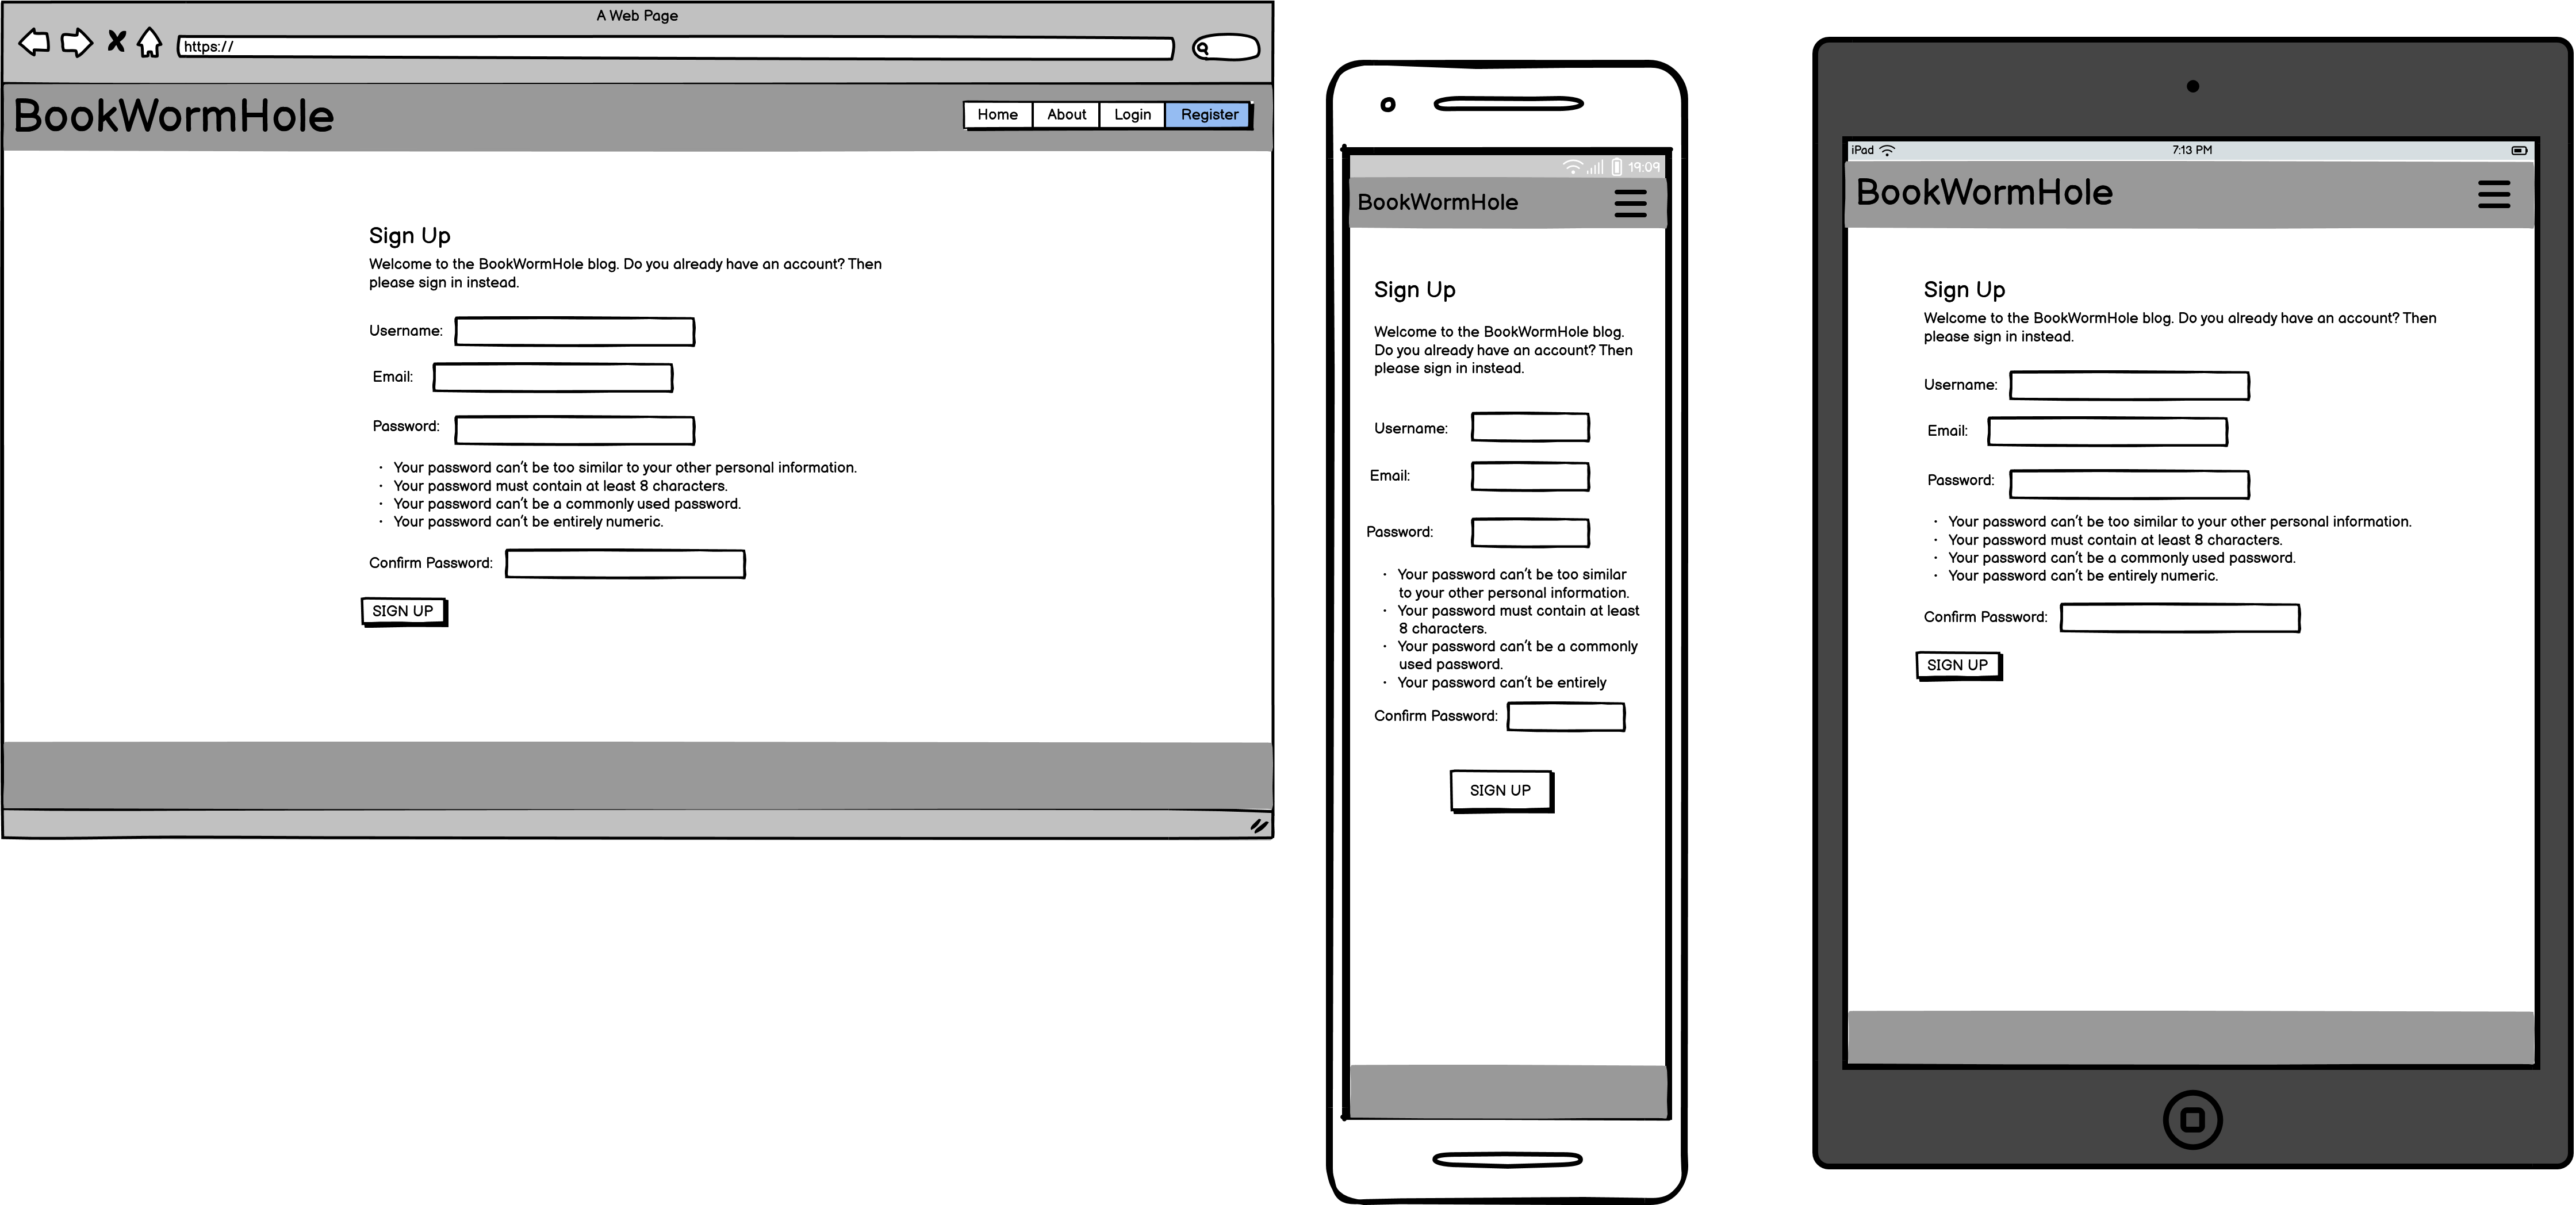 A Web Page
https://
BookWormHole
Home About Login Register
Sign Up
Welcome to the BookWormHole blog. Do you already have an account? Then
please sign in instead.
Username:
Email:
Password:
· Your password can't be too similar to your other personal information.
· Your password must contain at least 8 characters.
· Your password can't be a commonly used password.
· Your password can't be entirely numeric.
Confirm Password:
SIGN UP
19:09
BookWormHole
Sign Up
Welcome to the BookWormHole blog.
Do you already have an account? Then
please sign in instead.
Username:
Email:
Password:
· Your password can't be too similar
to your other personal information.
· Your password must contain at least
8 characters.
· Your password can't be a commonly
used password.
· Your password can't be entirely
Confirm Password:
SIGN UP
iPad 7:13 PM
BookWormHole
Sign Up
Welcome to the BookWormHole blog. Do you already have an account? Then
please sign in instead.
Username:
Email:
Password:
· Your password can't be too similar to your other personal information.
· Your password must contain at least 8 characters.
· Your password can't be a commonly used password.
· Your password can't be entirely numeric.
Confirm Password:
SIGN UP